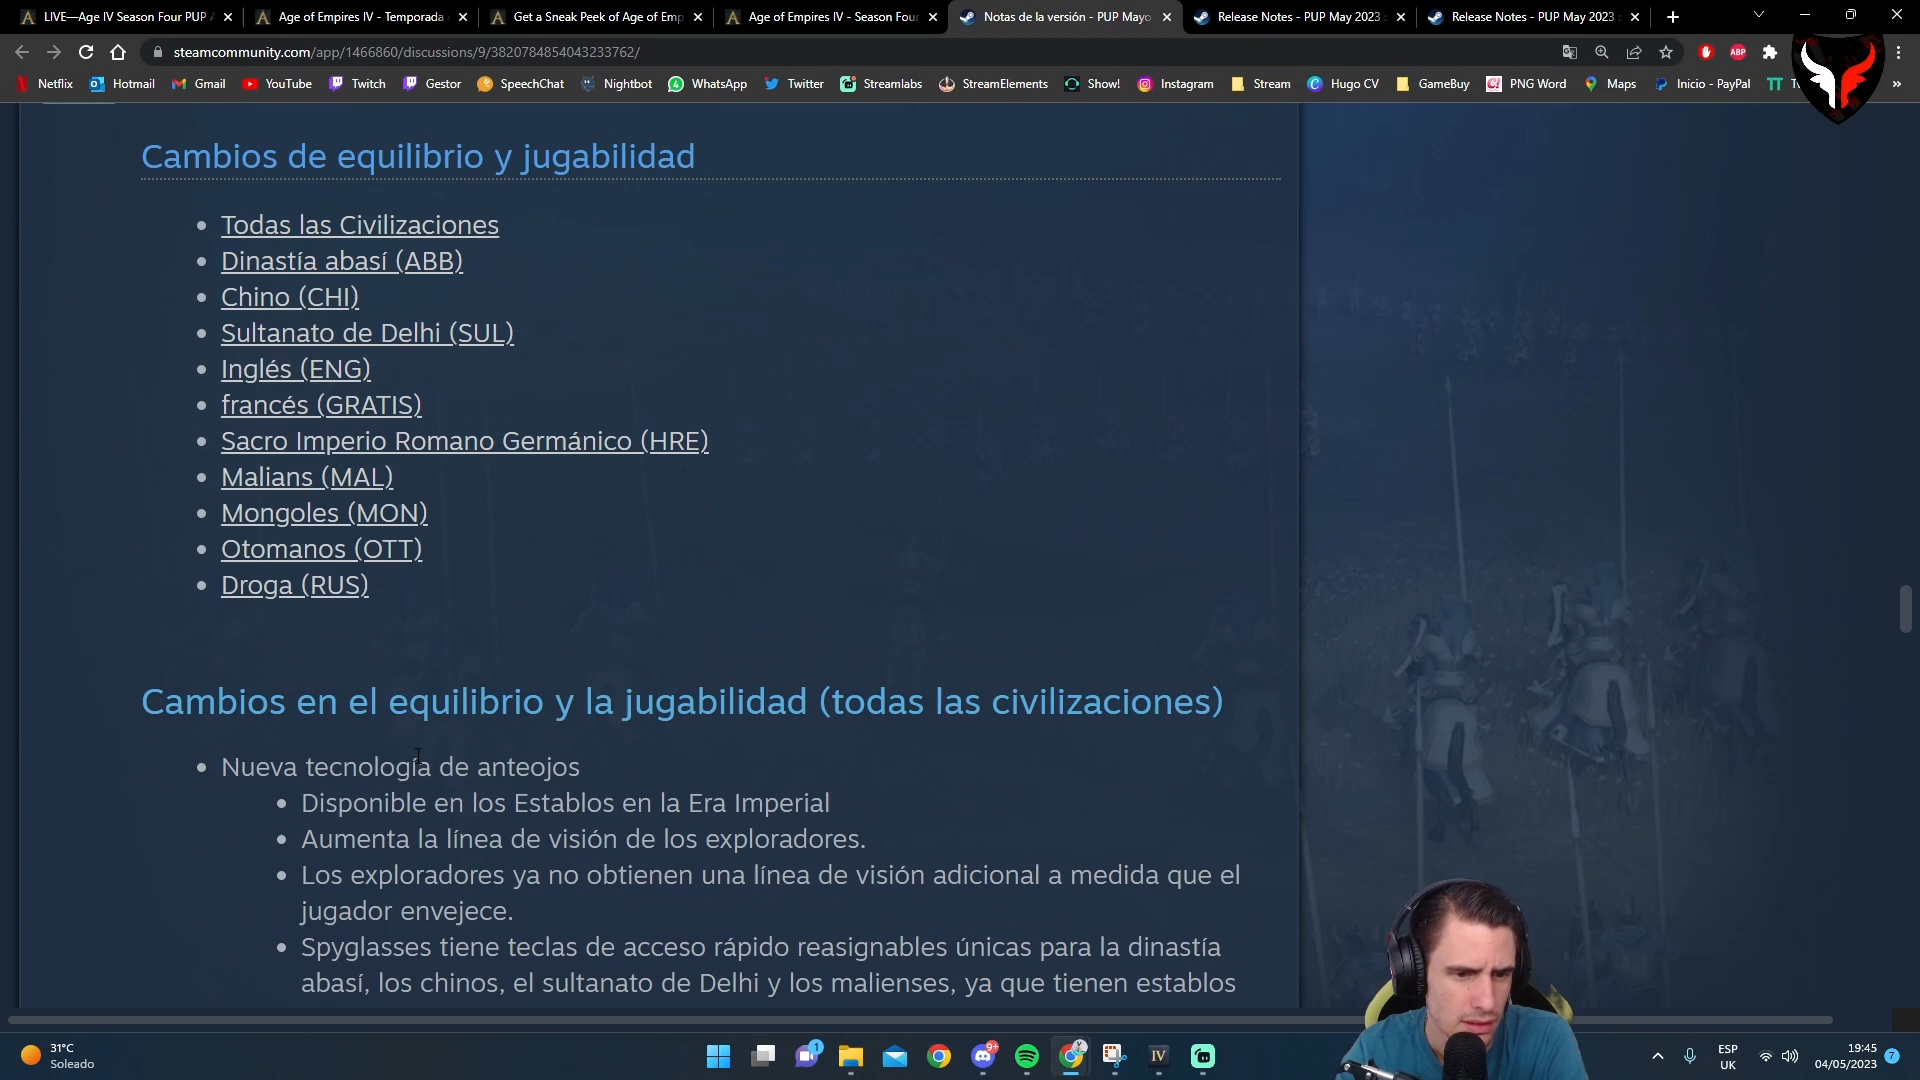 LIVE—Age IV Season Four PUP A
Age of Empires IV - Temporada
Get a Sneak Peek of Age of Emp
Age of Empires IV - Season Four
Notas de la versión - PUP Mayo
Release Notes - PUP May 2023
Release Notes - PUP May 2023
steamcommunity.com/app/1466860/discussions/9/3820784854043233762/
ABP
Netflix Hotmail Gmail YouTube Twitch Gestor SpeechChat Nightbot WhatsApp Twitter Streamlabs StreamElements Show! Instagram Stream Hugo CV GameBuy PNG Word Maps Inicio - PayPal
Cambios de equilibrio y jugabilidad
Todas las Civilizaciones
Dinastía abasí (ABB)
Chino (CHI)
Sultanato de Delhi (SUL)
Inglés (ENG)
francés (GRATIS)
Sacro Imperio Romano Germánico (HRE)
Malians (MAL)
Mongoles (MON)
Otomanos (OTT)
Droga (RUS)
Cambios en el equilibrio y la jugabilidad (todas las civilizaciones)
Nueva tecnología de anteojos
Disponible en los Establos en la Era Imperial
Aumenta la línea de visión de los exploradores.
Los exploradores ya no obtienen una línea de visión adicional a medida que el
jugador envejece.
Spyglasses tiene teclas de acceso rápido reasignables únicas para la dinastía
abasí, los chinos, el sultanato de Delhi y los malienses, ya que tienen establos
31°C
Soleado
1
9+
IV
ESP
UK
19:45
04/05/2023
7